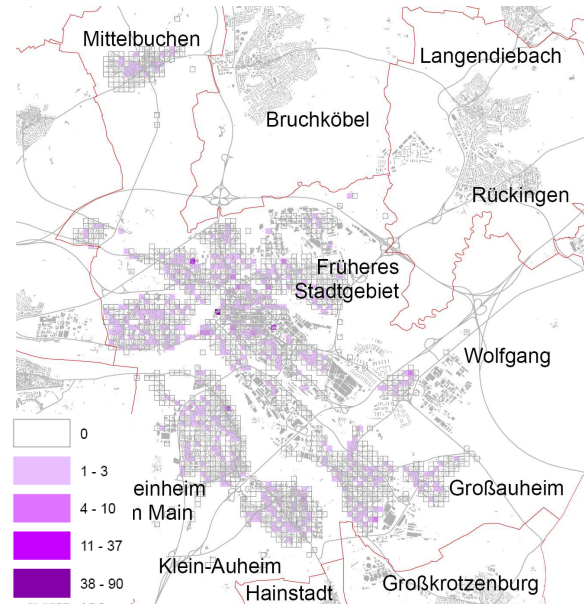 Mittelbuchen
Langendiebach
Bruchköbel
Rückingen
Früheres
Stadtgebiet
Wolfgang
0
1 - 3
4 - 10
11 - 37
38 - 90
einheim
m Main
Großauheim
Klein-Auheim
Hainstadt
Großkrotzenburg